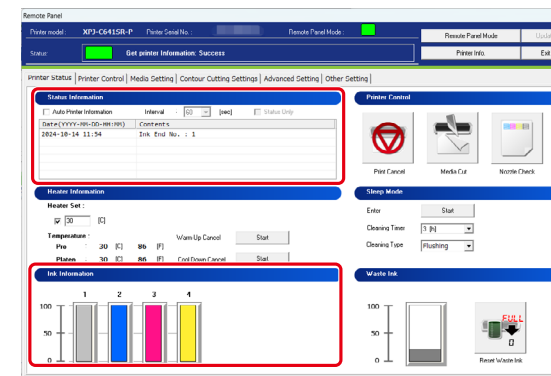 Remote Panel
Printer model : XPJ-C641SR-P Printer Serial No. : Remote Panel Mode :
Remote Panel Mode
Status: Get printer Information: Success
Printer Info. Exit
Printer Status Printer Control Media Setting Contour Cutting Settings Advanced Setting Other Setting
Status Information
Auto Printer Information Interval : 60 [sec] Status Only
Date(YYYY-MM-DD-HH:MM) Contents
2024-10-14 11:54 Ink End No. : 1
Printer Control
Print Cancel Media Cut Nozzle Check
Heater Information
Heater Set :
30 [C]
Temperature :
Pre : 30 [C] 86 [F]
Platen : 30 [C] 86 [F]
Warm Up Cancel Start
Cool Down Cancel Start
Sleep Mode
Enter Start
Cleaning Timer 3 [h]
Cleaning Type Flushing
Ink Information
1 2 3 4
100
50
0
Waste Ink
100
50
0
FULL
0
Reset Waste Ink